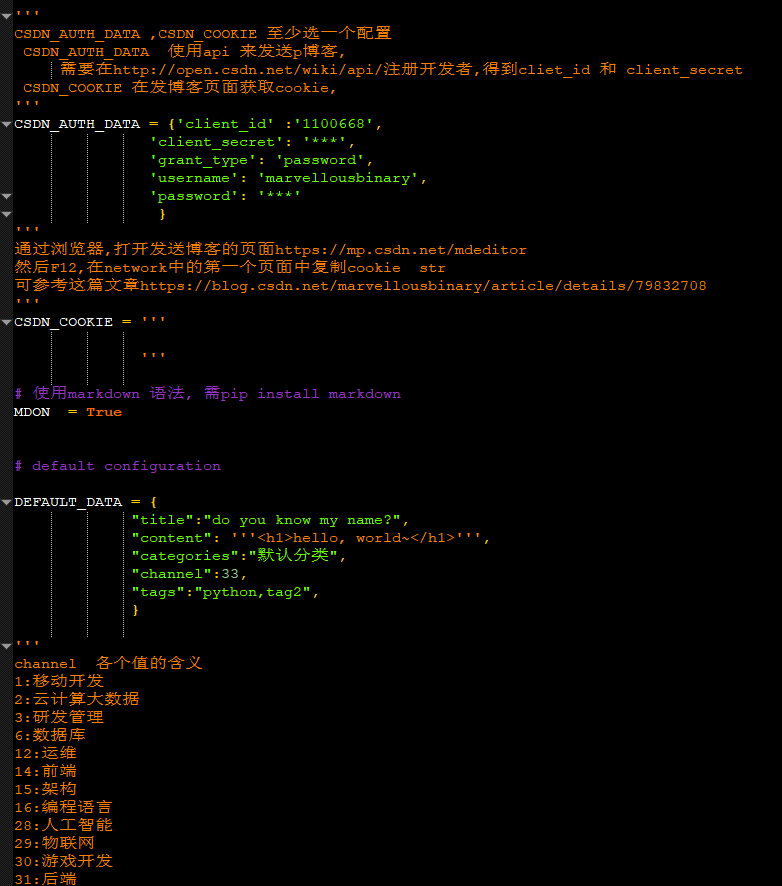 '''
CSDN_AUTH_DATA ,CSDN_COOKIE 至少选一个配置
CSDN_AUTH_DATA 使用api 来发送p博客,
需要在http://open.csdn.net/wiki/api/注册开发者,得到cliet_id 和 client_secret
CSDN_COOKIE 在发博客页面获取cookie,
'''
CSDN_AUTH_DATA = {'client_id' :'1100668',
'client_secret': '***',
'grant_type': 'password',
'username': 'marvellousbinary',
'password': '***'
}
'''
通过浏览器,打开发送博客的页面https://mp.csdn.net/mdeditor
然后F12,在network中的第一个页面中复制cookie str
可参考这篇文章https://blog.csdn.net/marvellousbinary/article/details/79832708
'''
CSDN_COOKIE = '''
'''
# 使用markdown 语法, 需pip install markdown
MDON = True
# default configuration
DEFAULT_DATA = {
"title":"do you know my name?",
"content": '''<h1>hello, world~</h1>''',
"categories":"默认分类",
"channel":33,
"tags":"python,tag2",
}
'''
channel 各个值的含义
1:移动开发
2:云计算大数据
3:研发管理
6:数据库
12:运维
14:前端
15:架构
16:编程语言
28:人工智能
29:物联网
30:游戏开发
31:后端